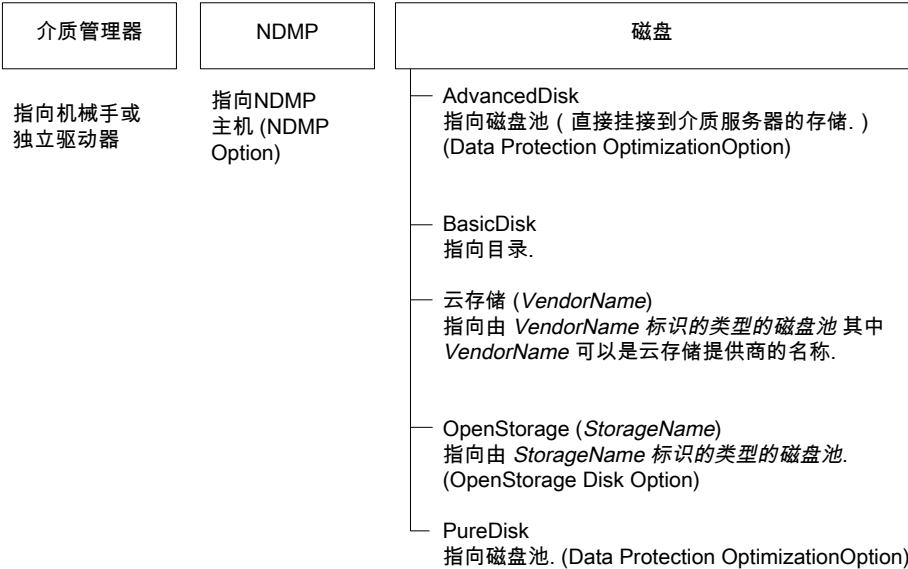 介质管理器
NDMP
磁盘
指向机械手或
独立驱动器
指向NDMP
主机 (NDMP
Option)
AdvancedDisk
指向磁盘池（直接挂接到介质服务器的存储.）
(Data Protection OptimizationOption)
BasicDisk
指向目录.
云存储 (VendorName)
指向由 VendorName 标识的类型的磁盘池 其中
VendorName 可以是云存储提供商的名称.
OpenStorage (StorageName)
指向由 StorageName 标识的类型的磁盘池.
(OpenStorage Disk Option)
PureDisk
指向磁盘池. (Data Protection OptimizationOption)